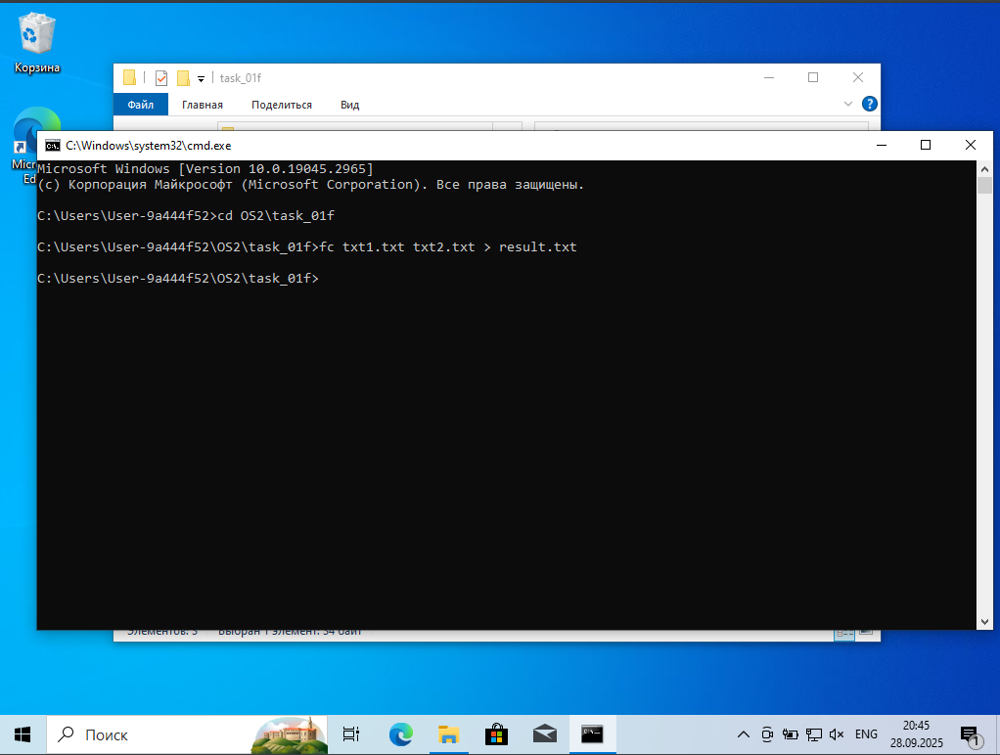 Корзина
task_01f
Файл
Главная
Поделиться
Вид
?
Micr
Ed
C:\Windows\system32\cmd.exe
Microsoft Windows [Version 10.0.19045.2965]
(c) Корпорация Майкрософт (Microsoft Corporation). Все права защищены.
C:\Users\User-9a444f52>cd OS2\task_01f
C:\Users\User-9a444f52\OS2\task_01f>fc txt1.txt txt2.txt > result.txt
C:\Users\User-9a444f52\OS2\task_01f>
Элементов: 3
Выбран 1 элемент: 34 байт
Поиск
ENG
20:45
28.09.2025
1